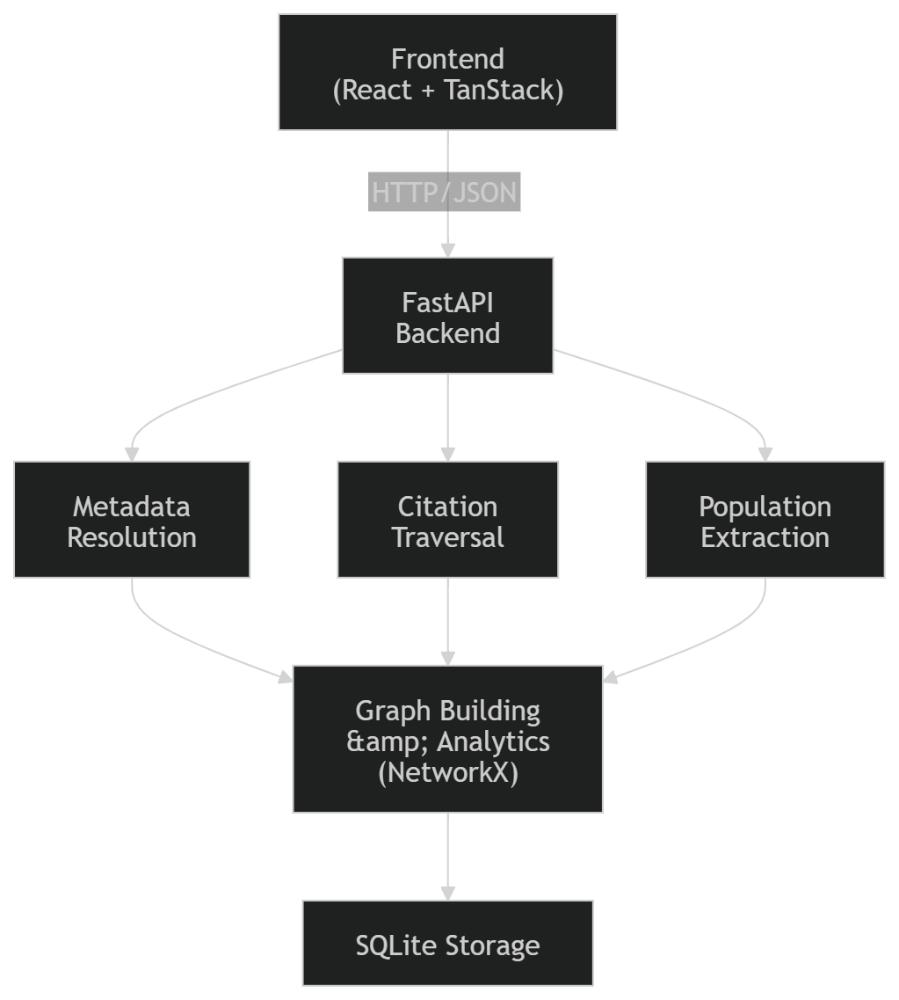 Frontend
(React + TanStack)
HTTP/JSON
FastAPI
Backend
Metadata
Resolution
Citation
Traversal
Population
Extraction
Graph Building
&amp; Analytics
(NetworkX)
SQLite Storage